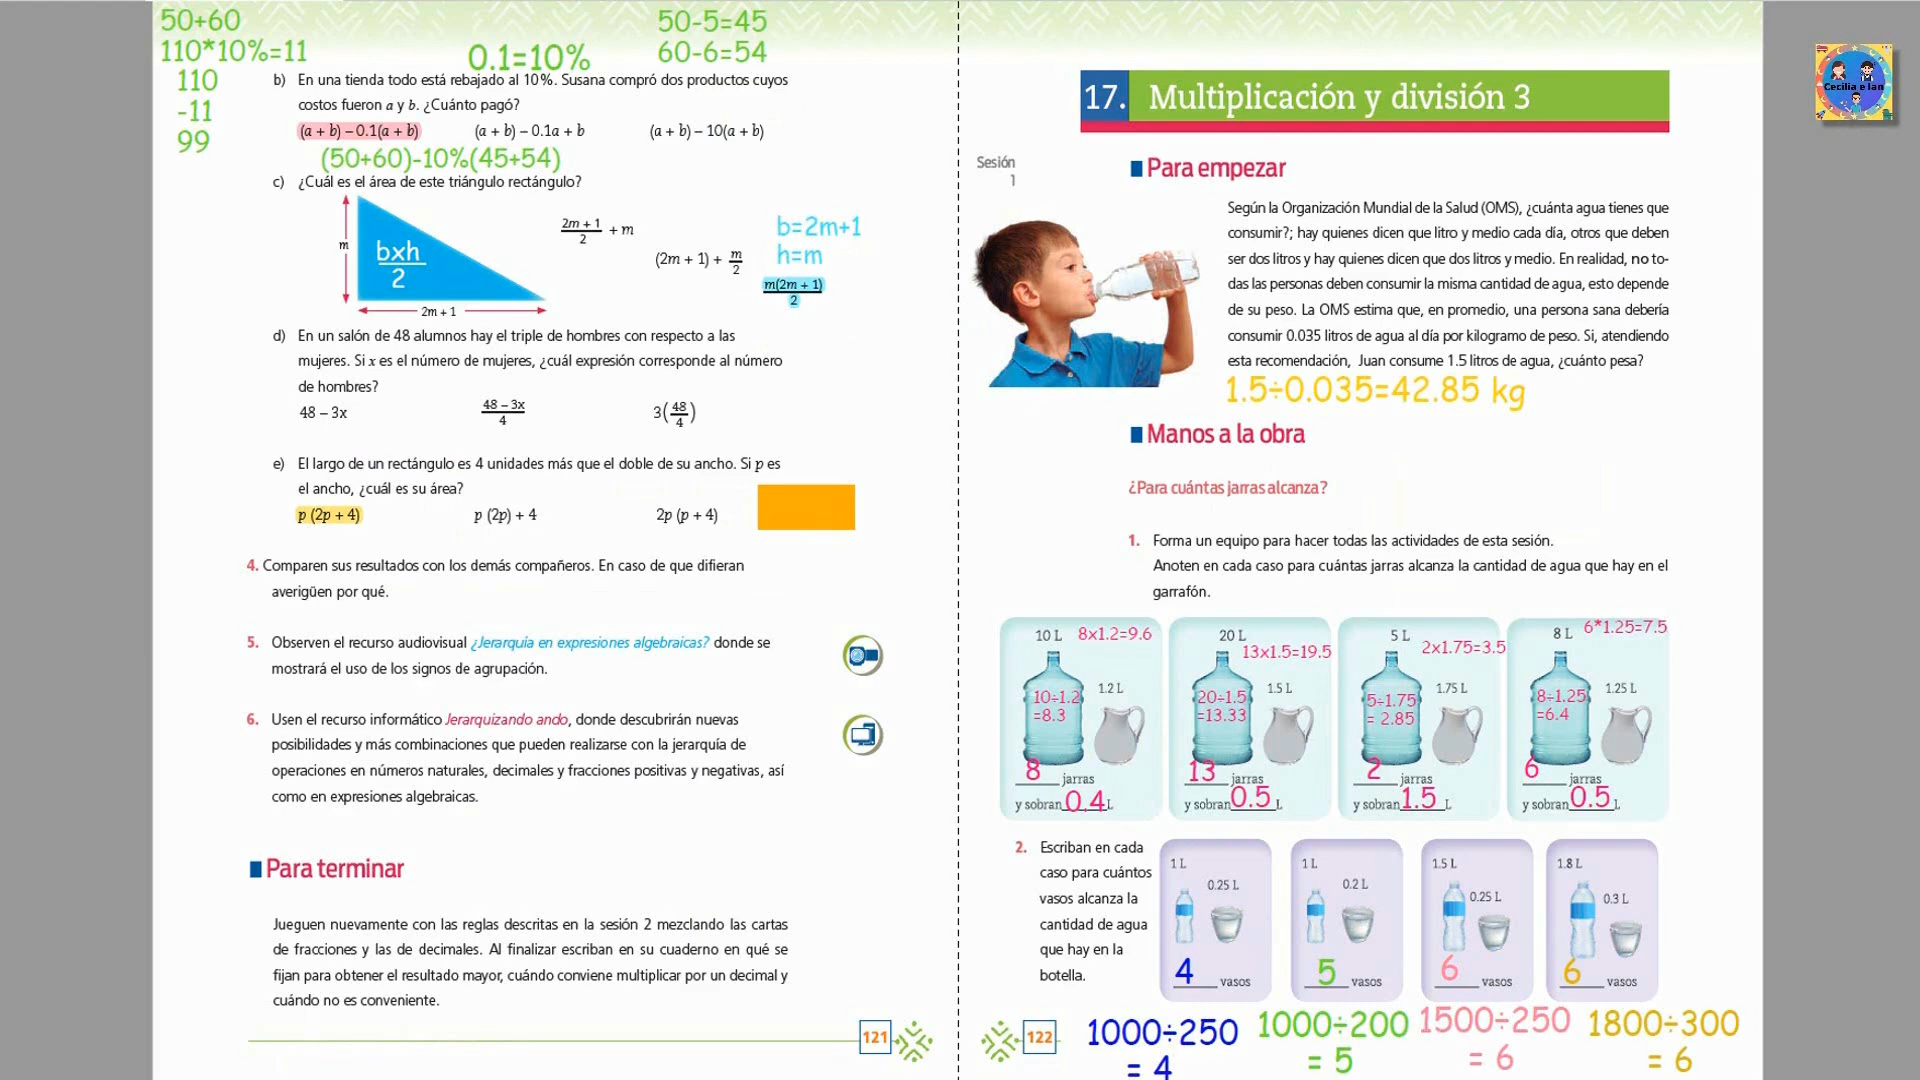 50+60
110*10%=11
110
-11
99
0.1=10%
50-5=45
60-6=54
b) En una tienda todo está rebajado al 10%. Susana compró dos productos cuyos
costos fueron a y b. ¿Cuánto pagó?
(a + b) – 0.1(a + b) (a + b) – 0.1a + b (a + b) – 10(a + b)
(50+60)-10%(45+54)
c) ¿Cuál es el área de este triángulo rectángulo?
m
bxh
2
2m + 1
2m + 1
2
+ m
(2m + 1) +
m
2
b=2m+1
h=m
m(2m + 1)
2
d) En un salón de 48 alumnos hay el triple de hombres con respecto a las
mujeres. Si x es el número de mujeres, ¿cuál expresión corresponde al número
de hombres?
48 – 3x
48 – 3x
4
3(48/4)
e) El largo de un rectángulo es 4 unidades más que el doble de su ancho. Si p es
el ancho, ¿cuál es su área?
p (2p + 4) p (2p) + 4 2p (p + 4)
4. Comparen sus resultados con los demás compañeros. En caso de que difieran
averigüen por qué.
5. Observen el recurso audiovisual ¿Jerarquía en expresiones algebraicas? donde se
mostrará el uso de los signos de agrupación.
6. Usen el recurso informático Jerarquizando ando, donde descubrirán nuevas
posibilidades y más combinaciones que pueden realizarse con la jerarquía de
operaciones en números naturales, decimales y fracciones positivas y negativas, así
como en expresiones algebraicas.
Para terminar
Jueguen nuevamente con las reglas descritas en la sesión 2 mezclando las cartas
de fracciones y las de decimales. Al finalizar escriban en su cuaderno en qué se
fijan para obtener el resultado mayor, cuándo conviene multiplicar por un decimal y
cuándo no es conveniente.
121
17. Multiplicación y división 3
Cecilia e Ian
Sesión
1
Para empezar
Según la Organización Mundial de la Salud (OMS), ¿cuánta agua tienes que
consumir?; hay quienes dicen que litro y medio cada día, otros que deben
ser dos litros y hay quienes dicen que dos litros y medio. En realidad, no to-
das las personas deben consumir la misma cantidad de agua, esto depende
de su peso. La OMS estima que, en promedio, una persona sana debería
consumir 0.035 litros de agua al día por kilogramo de peso. Si, atendiendo
esta recomendación, Juan consume 1.5 litros de agua, ¿cuánto pesa?
1.5÷0.035=42.85 kg
Manos a la obra
¿Para cuántas jarras alcanza?
1. Forma un equipo para hacer todas las actividades de esta sesión.
Anoten en cada caso para cuántas jarras alcanza la cantidad de agua que hay en el
garrafón.
10 L 8x1.2=9.6
1.2 L
10÷1.2
=8.3
8 jarras
y sobran 0.4 L
20 L
13x1.5=19.5
1.5 L
20÷1.5
=13.33
13 jarras
y sobran 0.5 L
5 L
2x1.75=3.5
1.75 L
5÷1.75
= 2.85
2 jarras
y sobran 1.5 L
8 L 6*1.25=7.5
1.25 L
8÷1.25
=6.4
6 jarras
y sobran 0.5 L
2. Escriban en cada
caso para cuántos
vasos alcanza la
cantidad de agua
que hay en la
botella.
1 L
0.25 L
4 vasos
1 L
0.2 L
5 vasos
1.5 L
0.25 L
6 vasos
1.8 L
0.3 L
6 vasos
122
1000÷250
= 4
1000÷200
= 5
1500÷250
= 6
1800÷300
= 6